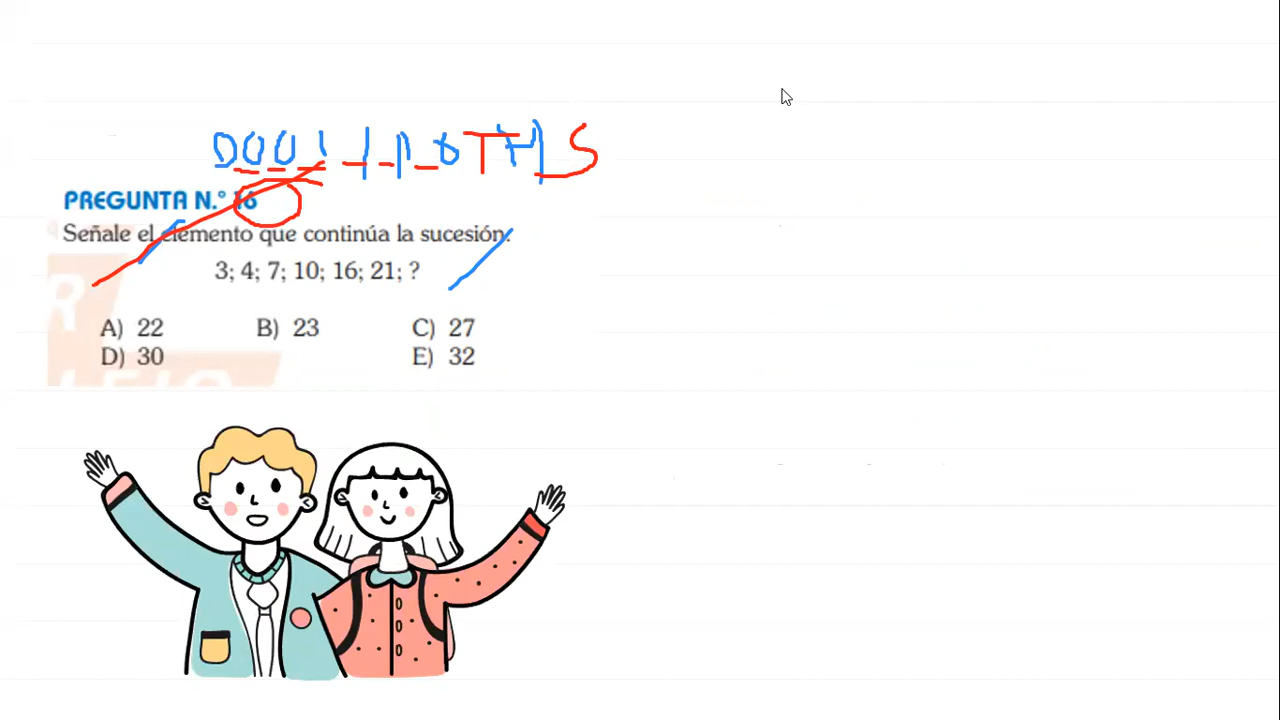 PREGUNTA N.° 16
Señale el elemento que continúa la sucesión.
3; 4; 7; 10; 16; 21; ?
A) 22 B) 23 C) 27
D) 30 E) 32